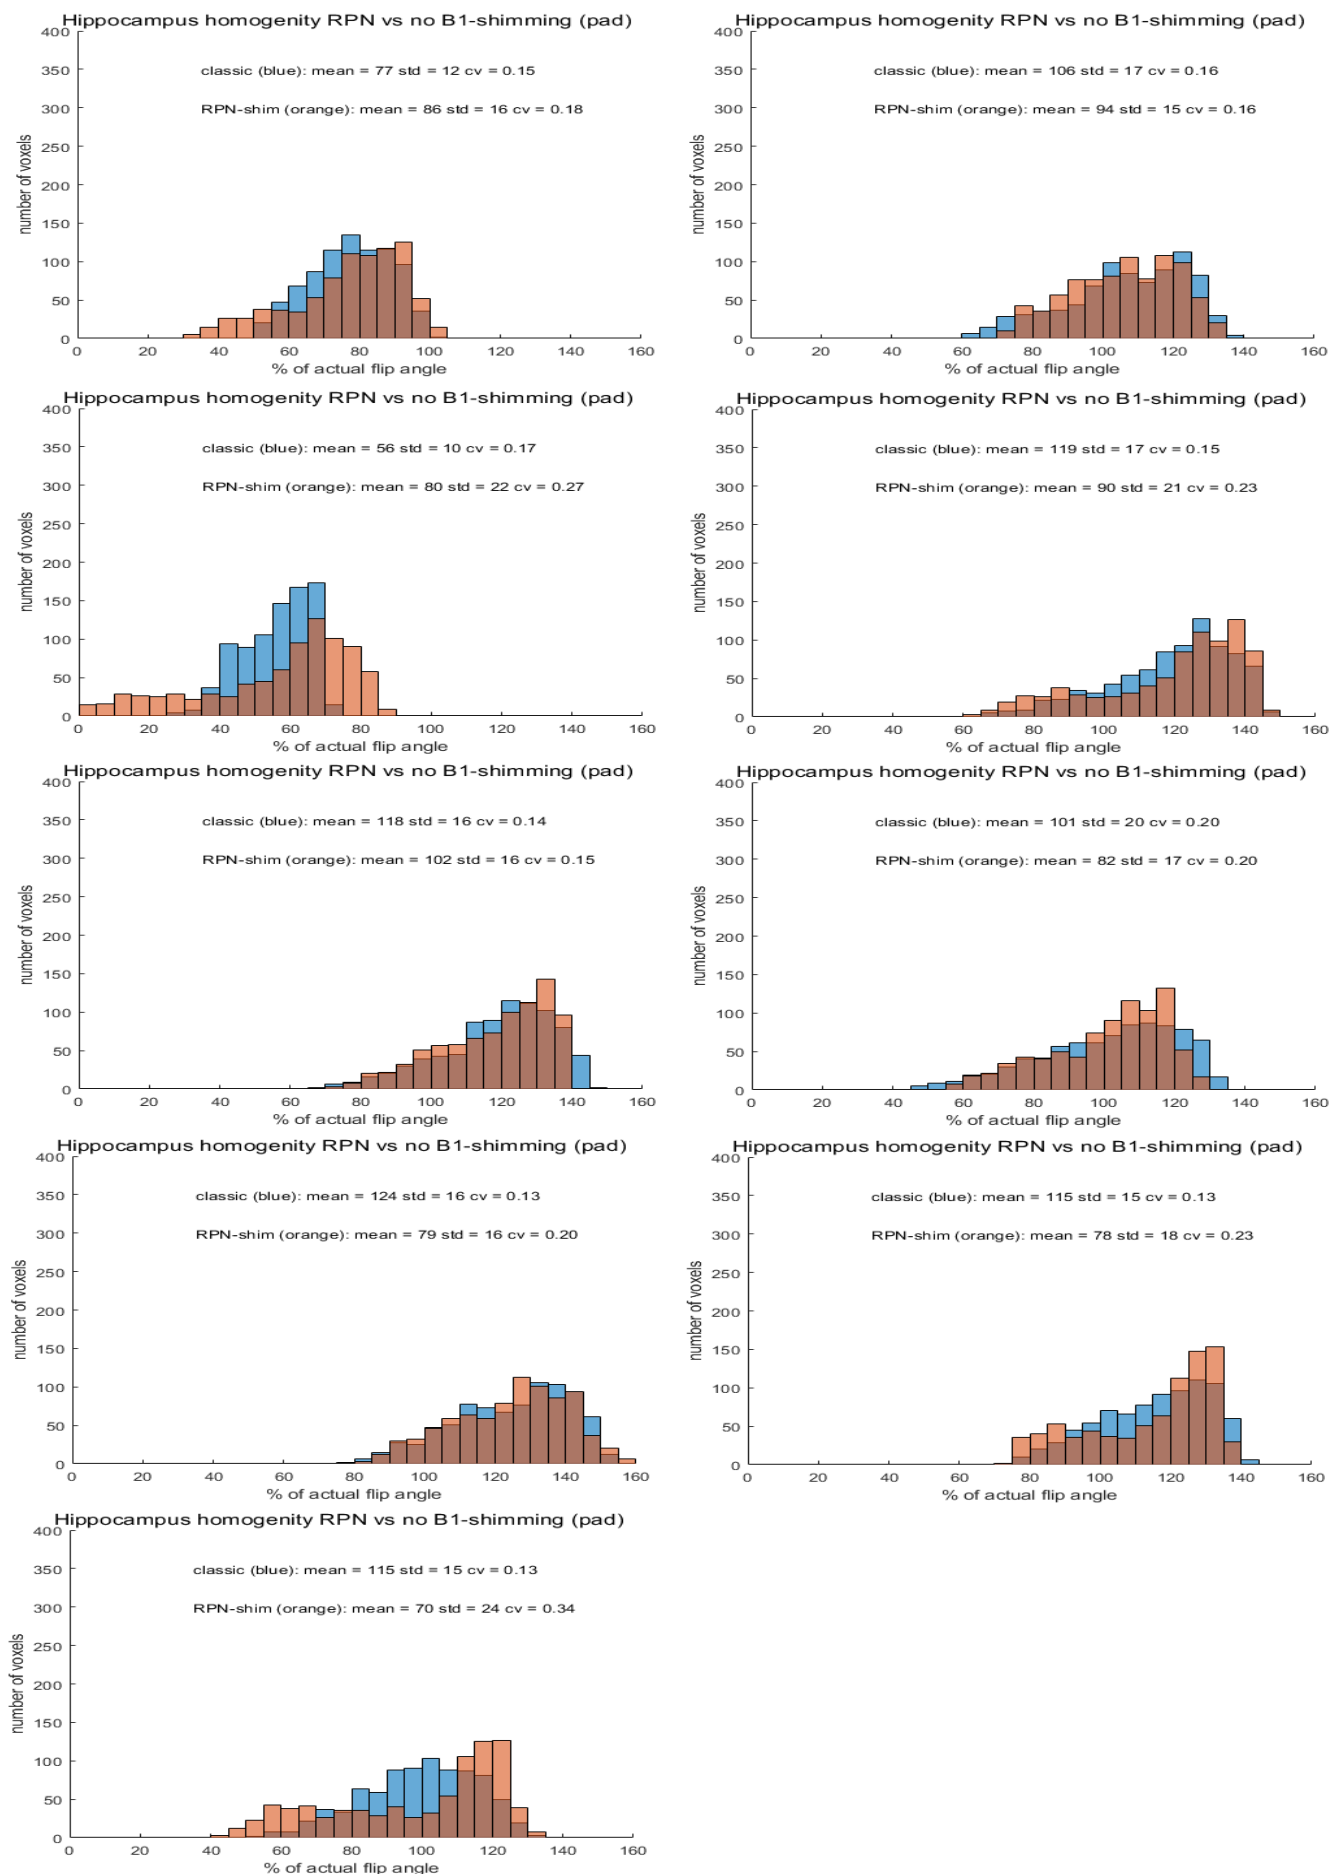 Hippocampus homogenity RPN vs no B1-shimming (pad)
400
350
300
250
200
150
100
50
0
number of voxels
classic (blue): mean = 77 std = 12 cv = 0.15
RPN-shim (orange): mean = 86 std = 16 cv = 0.18
0 20 40 60 80 100 120 140 160
% of actual flip angle
Hippocampus homogenity RPN vs no B1-shimming (pad)
400
350
300
250
200
150
100
50
0
number of voxels
classic (blue): mean = 106 std = 17 cv = 0.16
RPN-shim (orange): mean = 94 std = 15 cv = 0.16
0 20 40 60 80 100 120 140 160
% of actual flip angle
Hippocampus homogenity RPN vs no B1-shimming (pad)
400
350
300
250
200
150
100
50
0
number of voxels
classic (blue): mean = 56 std = 10 cv = 0.17
RPN-shim (orange): mean = 80 std = 22 cv = 0.27
0 20 40 60 80 100 120 140 160
% of actual flip angle
Hippocampus homogenity RPN vs no B1-shimming (pad)
400
350
300
250
200
150
100
50
0
number of voxels
classic (blue): mean = 119 std = 17 cv = 0.15
RPN-shim (orange): mean = 90 std = 21 cv = 0.23
0 20 40 60 80 100 120 140 160
% of actual flip angle
Hippocampus homogenity RPN vs no B1-shimming (pad)
400
350
300
250
200
150
100
50
0
number of voxels
classic (blue): mean = 118 std = 16 cv = 0.14
RPN-shim (orange): mean = 102 std = 16 cv = 0.15
0 20 40 60 80 100 120 140 160
% of actual flip angle
Hippocampus homogenity RPN vs no B1-shimming (pad)
400
350
300
250
200
150
100
50
0
number of voxels
classic (blue): mean = 101 std = 20 cv = 0.20
RPN-shim (orange): mean = 82 std = 17 cv = 0.20
0 20 40 60 80 100 120 140 160
% of actual flip angle
Hippocampus homogenity RPN vs no B1-shimming (pad)
400
350
300
250
200
150
100
50
0
number of voxels
classic (blue): mean = 124 std = 16 cv = 0.13
RPN-shim (orange): mean = 79 std = 16 cv = 0.20
0 20 40 60 80 100 120 140 160
% of actual flip angle
Hippocampus homogenity RPN vs no B1-shimming (pad)
400
350
300
250
200
150
100
50
0
number of voxels
classic (blue): mean = 115 std = 15 cv = 0.13
RPN-shim (orange): mean = 78 std = 18 cv = 0.23
0 20 40 60 80 100 120 140 160
% of actual flip angle
Hippocampus homogenity RPN vs no B1-shimming (pad)
400
350
300
250
200
150
100
50
0
number of voxels
classic (blue): mean = 115 std = 15 cv = 0.13
RPN-shim (orange): mean = 70 std = 24 cv = 0.34
0 20 40 60 80 100 120 140 160
% of actual flip angle